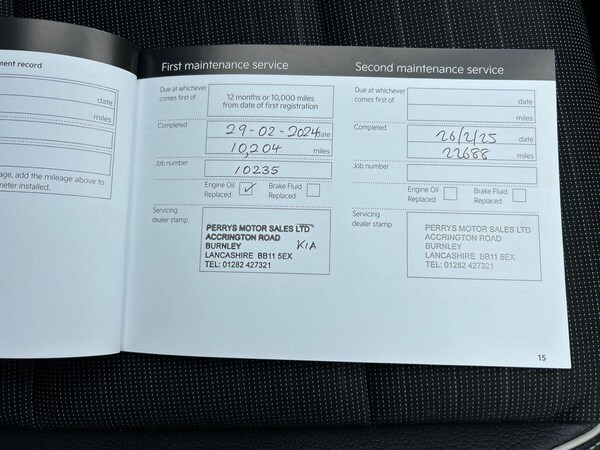 ment record
date
miles
age, add the mileage above to
meter installed.
First maintenance service
Due at whichever
comes first of
12 months or 10,000 miles
from date of first registration
Completed
29-02-2024 date
10,204 miles
Job number
10235
Engine Oil
Replaced ✓
Brake Fluid
Replaced
Servicing
dealer stamp
PERRYS MOTOR SALES LTD
ACCRINGTON ROAD
BURNLEY KIA
LANCASHIRE BB11 5EX
TEL: 01282 427321
Second maintenance service
Due at whichever
comes first of
date
miles
Completed
26/2/25 date
22688 miles
Job number
Engine Oil
Replaced
Brake Fluid
Replaced
Servicing
dealer stamp
PERRYS MOTOR SALES LTD
ACCRINGTON ROAD
BURNLEY
LANCASHIRE BB11 5EX
TEL: 01282 427321
15